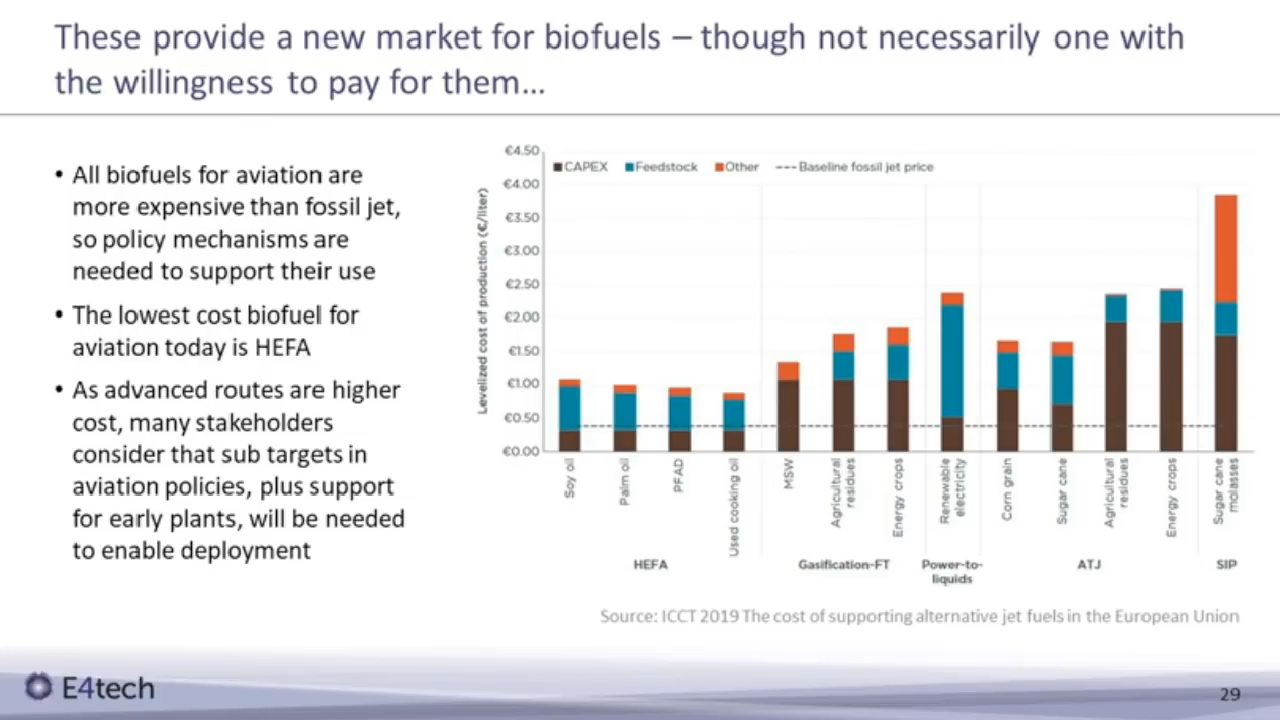 These provide a new market for biofuels – though not necessarily one with
the willingness to pay for them...
• All biofuels for aviation are
more expensive than fossil jet,
so policy mechanisms are
needed to support their use
• The lowest cost biofuel for
aviation today is HEFA
• As advanced routes are higher
cost, many stakeholders
consider that sub targets in
aviation policies, plus support
for early plants, will be needed
to enable deployment
Levelized cost of production (€/liter)
€4.50
€4.00
€3.50
€3.00
€2.50
€2.00
€1.50
€1.00
€0.50
€0.00
CAPEX Feedstock Other Baseline fossil jet price
Soy oil
Palm oil
PFAD
Used cooking oil
MSW
Agricultural
residues
Energy crops
Renewable
electricity
Corn grain
Sugar cane
Agricultural
residues
Energy crops
Sugar cane
molasses
HEFA
Gasification-FT
Power-to-
liquids
ATJ
SIP
Source: ICCT 2019 The cost of supporting alternative jet fuels in the European Union
E4tech
29